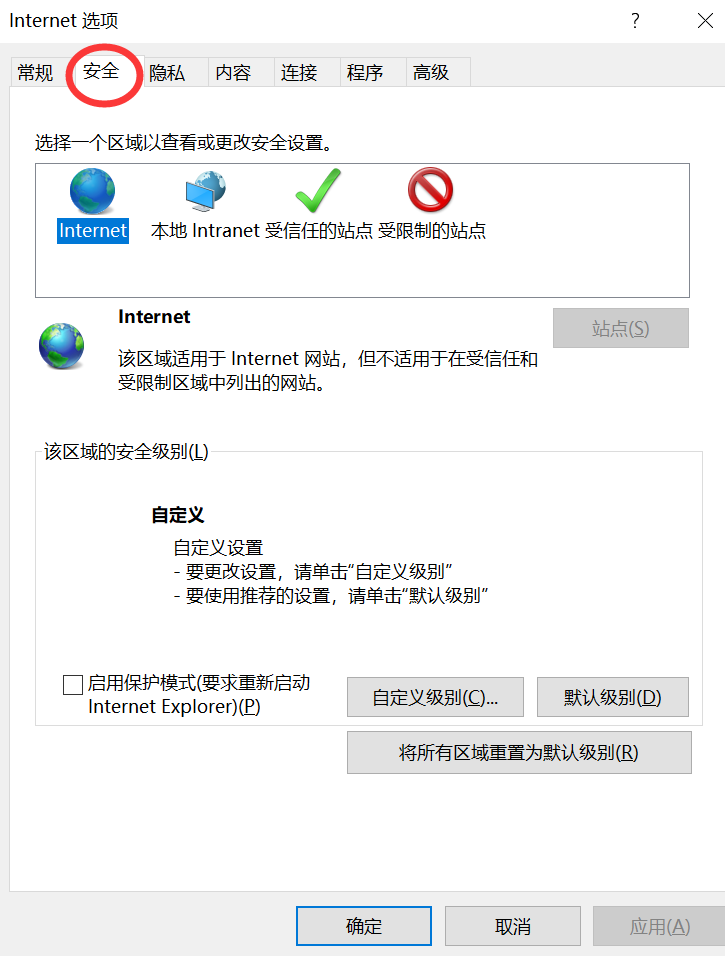 Internet 选项
?
常规 安全 隐私 内容 连接 程序 高级
选择一个区域以查看或更改安全设置。
Internet 本地 Intranet 受信任的站点 受限制的站点
Internet
站点(S)
该区域适用于 Internet 网站，但不适用于在受信任和
受限制区域中列出的网站。
该区域的安全级别(L)
自定义
自定义设置
- 要更改设置，请单击“自定义级别”
- 要使用推荐的设置，请单击“默认级别”
启用保护模式(要求重新启动
Internet Explorer)(P)
自定义级别(C)... 默认级别(D)
将所有区域重置为默认级别(R)
确定 取消 应用(A)